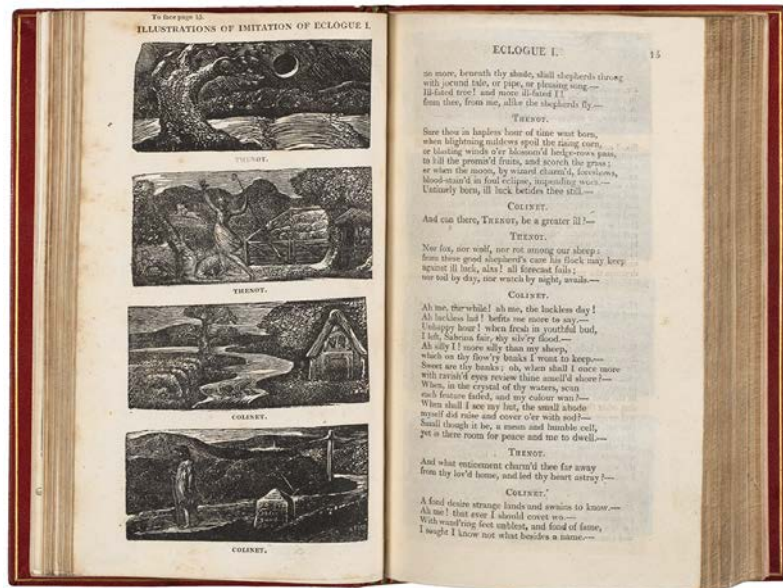 To face page 15.
ILLUSTRATIONS OF IMITATION OF ECLOGUE I.
THENOT.
THENOT.
COLINET.
COLINET.
ECLOGUE I. 15
no more, beneath thy shade, shall shepherds throng
with jocund tale, or pipe, or pleasing song.—
Ill-fated tree! and more ill-fated I!
from thee, from me, alike the shepherds fly.—
THENOT.
Sure thou in hapless hour of time wast born,
when blightning mildews spoil the rising corn,
or blasting winds o'er blossom'd hedge-rows pass,
to kill the promis'd fruits, and scorch the grass;
or when the moon, by wizard charm'd, foreshows,
blood-stain'd in foul eclipse, impending woes.—
Untimely born, ill luck betides thee still.—
COLINET.
And can there, THENOT, be a greater ill?—
THENOT.
Nor fox, nor wolf, nor rot among our sheep:
from these good shepherd's care his flock may keep
against ill luck, alas! all forecast fails;
nor toil by day, nor watch by night, avails.—
COLINET.
Ah me, the while! ah me, the luckless day!
Ah luckless lad! befits me more to say.—
Unhappy hour! when fresh in youthful bud,
I left, Sabrina fair, thy silv'ry flood.—
Ah silly I! more silly than my sheep,
which on thy flow'ry banks I wont to keep.—
Sweet are thy banks; oh, when shall I once more
with ravish'd eyes review thine amell'd shore?—
When, in the crystal of thy waters, scan
each feature faded, and my colour wan?—
When shall I see my hut, the small abode
myself did raise and cover o'er with sod?—
Small though it be, a mean and humble cell,
yet is there room for peace and me to dwell.—
THENOT.
And what enticement charm'd thee far away
from thy lov'd home, and led thy heart astray?—
COLINET.
A fond desire strange lands and swains to know.—
Ah me! that ever I should covet wo.—
With wand'ring feet unblest, and fond of fame,
I sought I know not what besides a name.—